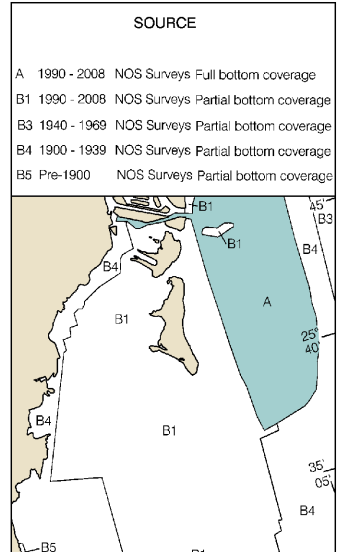 SOURCE
A 1990 - 2008 NOS Surveys Full bottom coverage
B1 1990 - 2008 NOS Surveys Partial bottom coverage
B3 1940 - 1969 NOS Surveys Partial bottom coverage
B4 1900 - 1939 NOS Surveys Partial bottom coverage
B5 Pre-1900 NOS Surveys Partial bottom coverage
B1
45'
B3
B1
B4
B4
A
B1
25°
40'
B4
B1
35'
05'
B4
B5
B1